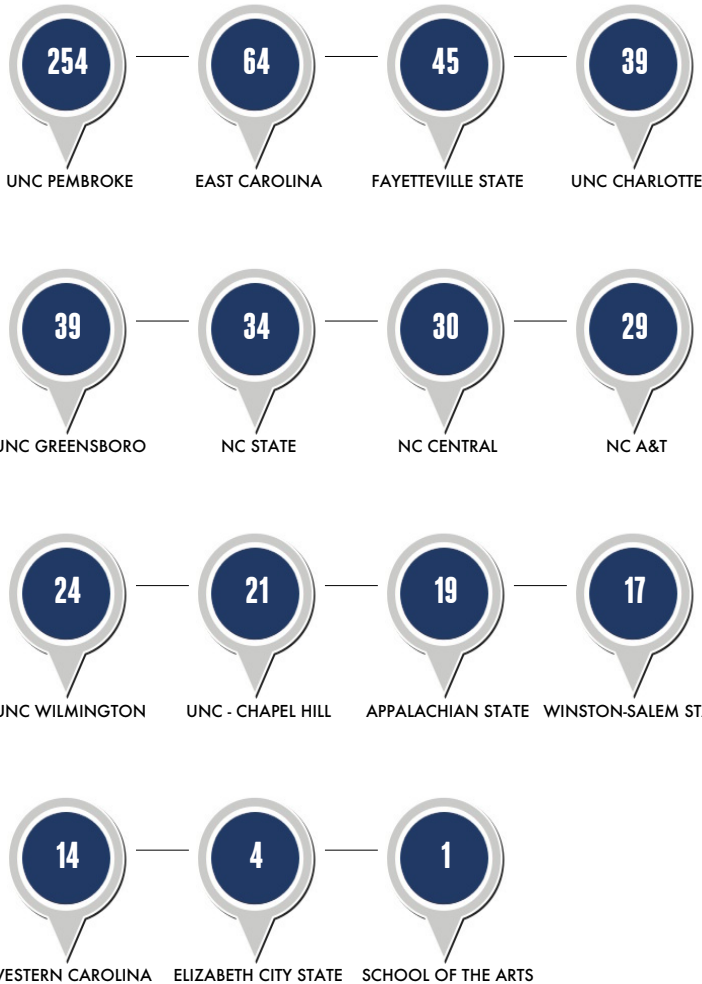 254 64 45 39
UNC PEMBROKE EAST CAROLINA FAYETTEVILLE STATE UNC CHARLOTTE
39 34 30 29
UNC GREENSBORO NC STATE NC CENTRAL NC A&T
24 21 19 17
UNC WILMINGTON UNC - CHAPEL HILL APPALACHIAN STATE WINSTON-SALEM ST
14 4 1
WESTERN CAROLINA ELIZABETH CITY STATE SCHOOL OF THE ARTS